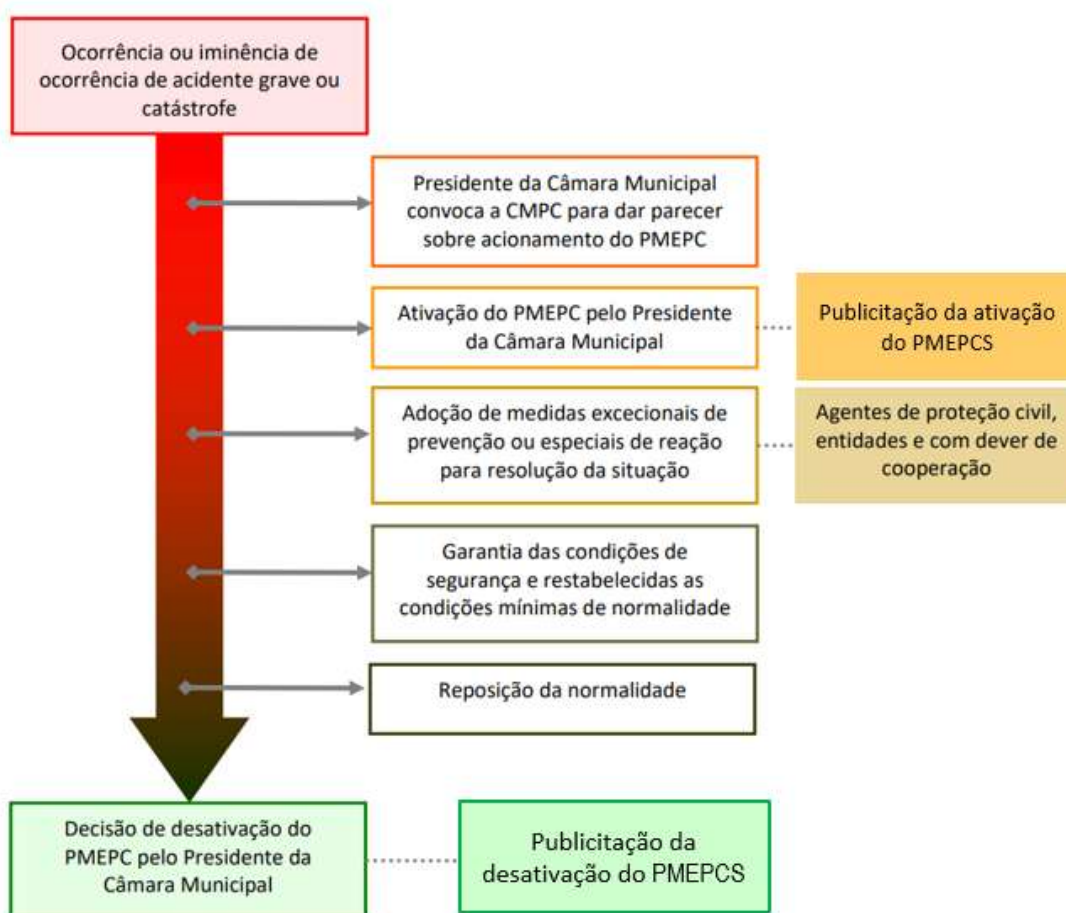 Ocorrência ou iminência de
ocorrência de acidente grave ou
catástrofe
Presidente da Câmara Municipal
convoca a CMPC para dar parecer
sobre acionamento do PMEPC
Ativação do PMEPC pelo Presidente
da Câmara Municipal
Publicitação da ativação
do PMEPCS
Adoção de medidas excecionais de
prevenção ou especiais de reação
para resolução da situação
Agentes de proteção civil,
entidades e com dever de
cooperação
Garantia das condições de
segurança e restabelecidas as
condições mínimas de normalidade
Reposição da normalidade
Decisão de desativação do
PMEPC pelo Presidente da
Câmara Municipal
Publicitação da
desativação do PMEPCS